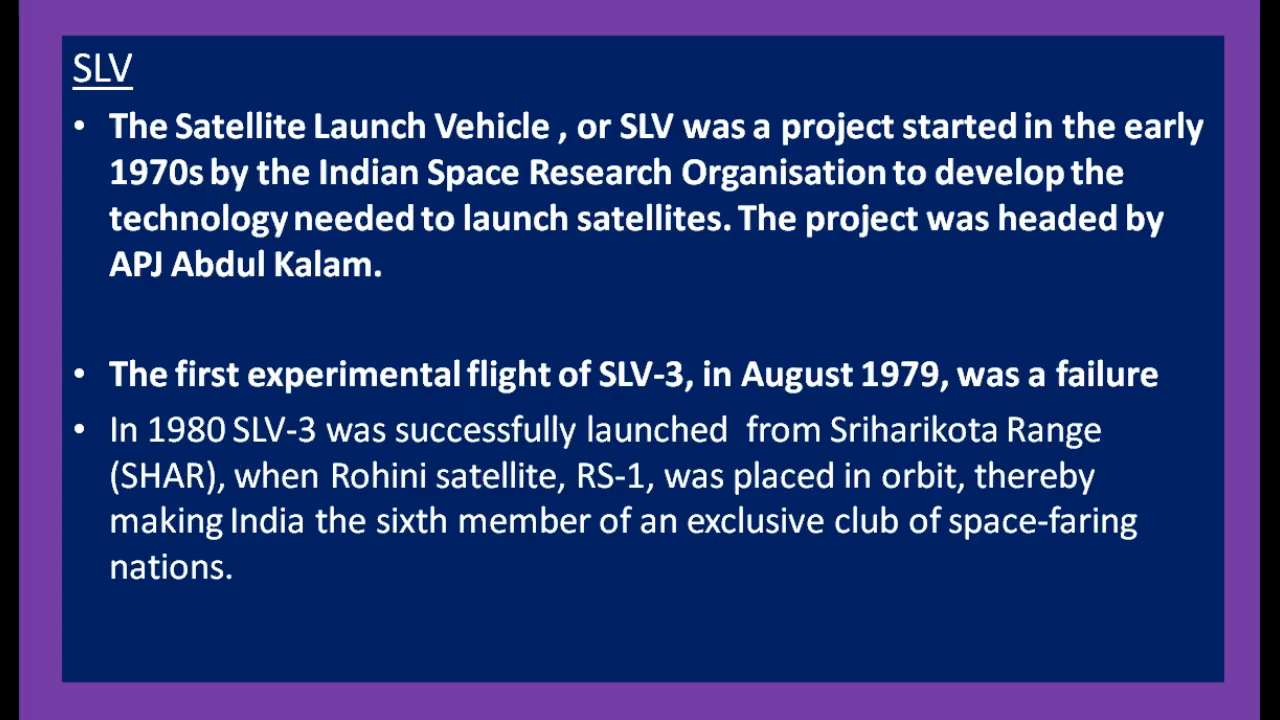 SLV
• The Satellite Launch Vehicle , or SLV was a project started in the early
1970s by the Indian Space Research Organisation to develop the
technology needed to launch satellites. The project was headed by
APJ Abdul Kalam.
• The first experimental flight of SLV-3, in August 1979, was a failure
• In 1980 SLV-3 was successfully launched  from Sriharikota Range
(SHAR), when Rohini satellite, RS-1, was placed in orbit, thereby
making India the sixth member of an exclusive club of space-faring
nations.